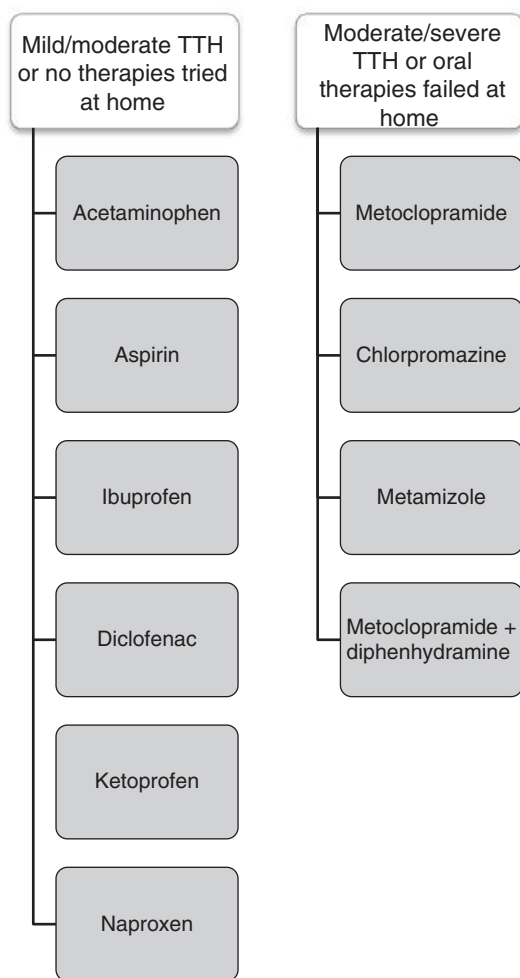 Mild/moderate TTH
or no therapies tried
at home
Acetaminophen
Aspirin
Ibuprofen
Diclofenac
Ketoprofen
Naproxen
Moderate/severe
TTH or oral
therapies failed at
home
Metoclopramide
Chlorpromazine
Metamizole
Metoclopramide +
diphenhydramine